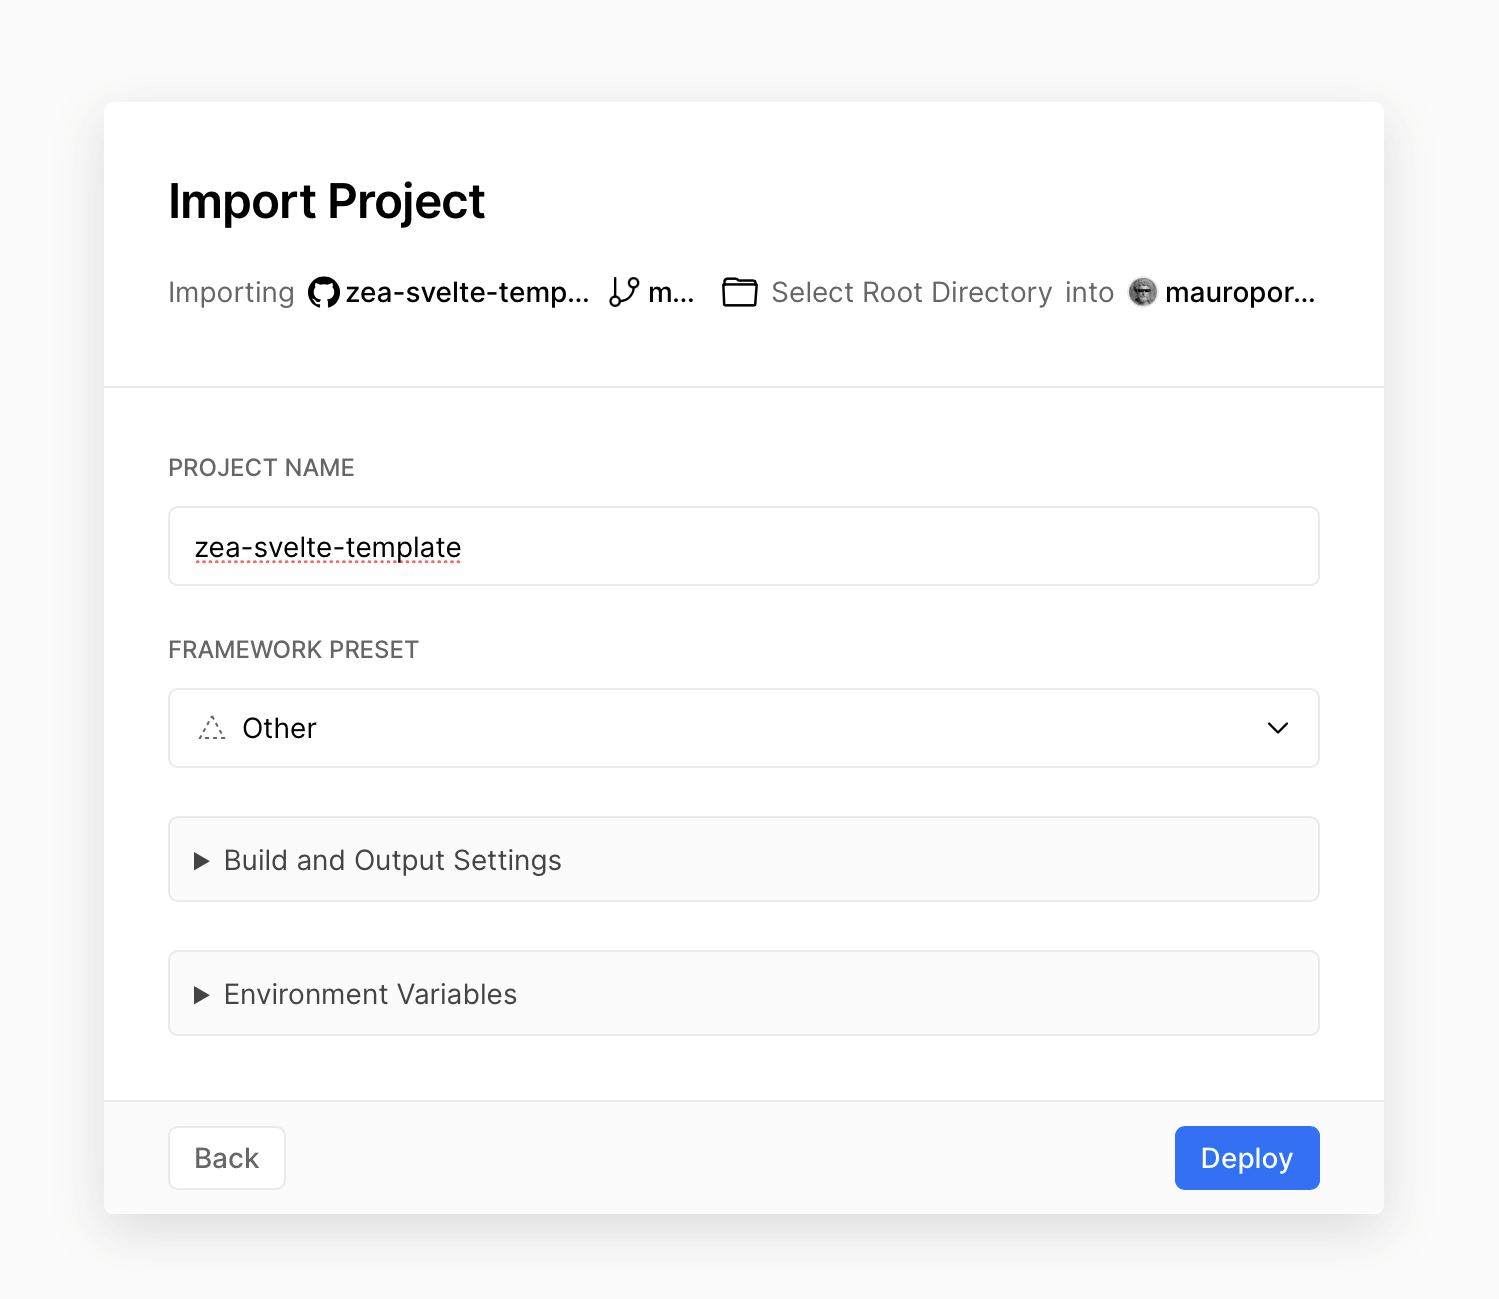 Import Project
Importing zea-svelte-temp... m... Select Root Directory into mauropor...
PROJECT NAME
zea-svelte-template
FRAMEWORK PRESET
Other
Build and Output Settings
Environment Variables
Back Deploy